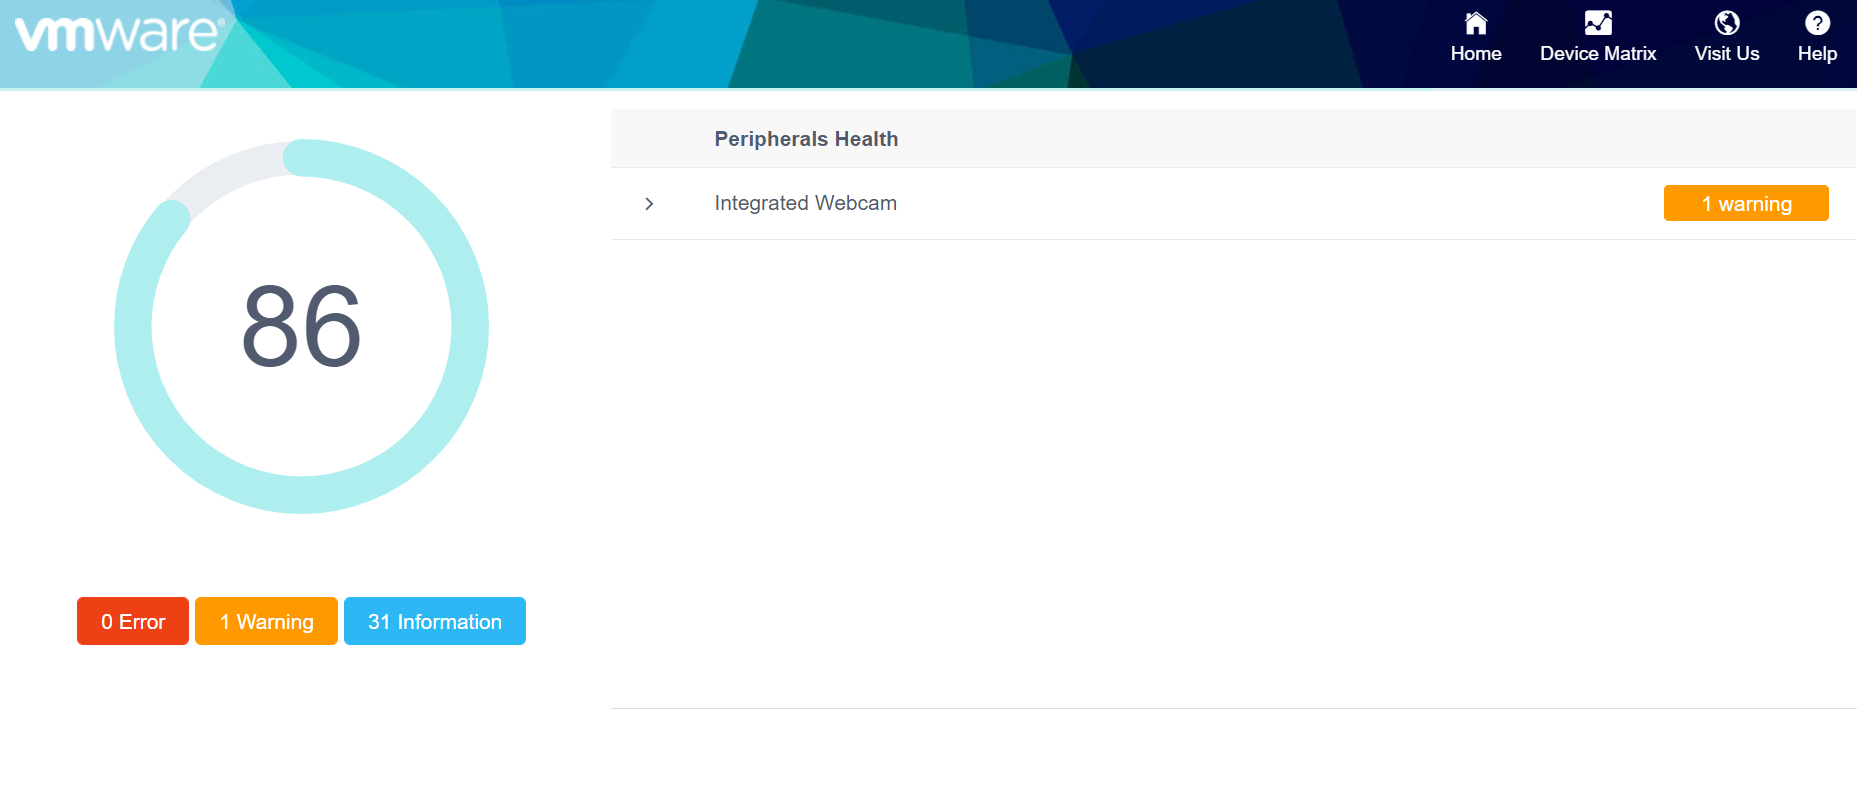 vmware®
Home
Device Matrix
Visit Us
Help
86
0 Error
1 Warning
31 Information
Peripherals Health
Integrated Webcam
1 warning